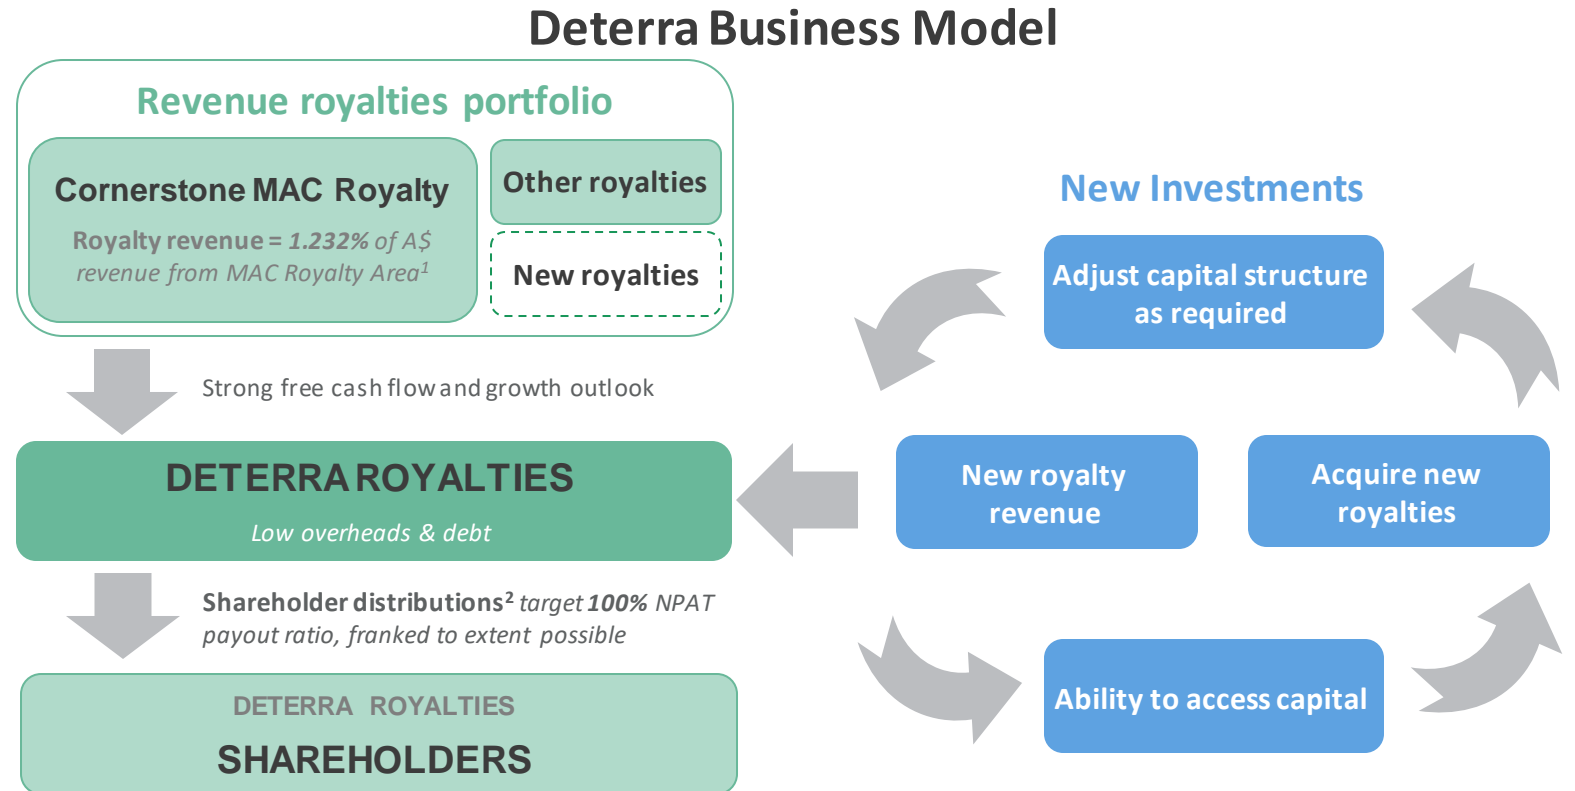 Deterra Business Model
Revenue royalties portfolio
Cornerstone MAC Royalty
Royalty revenue = 1.232% of A$
revenue from MAC Royalty Area¹
Other royalties
New royalties
Strong free cash flow and growth outlook
DETERRA ROYALTIES
Low overheads & debt
Shareholder distributions² target 100% NPAT
payout ratio, franked to extent possible
DETERRA ROYALTIES
SHAREHOLDERS
New Investments
Adjust capital structure
as required
New royalty
revenue
Acquire new
royalties
Ability to access capital